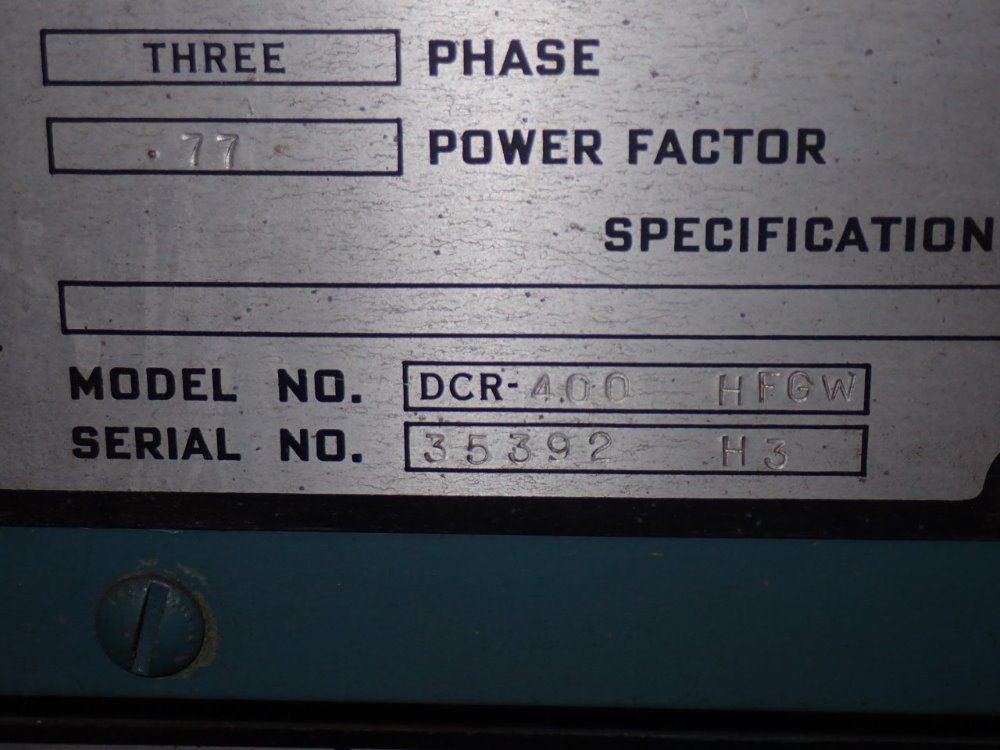 THREE PHASE
.77 POWER FACTOR
SPECIFICATION
MODEL NO. DCR-400 HFGW
SERIAL NO. 35392 H3